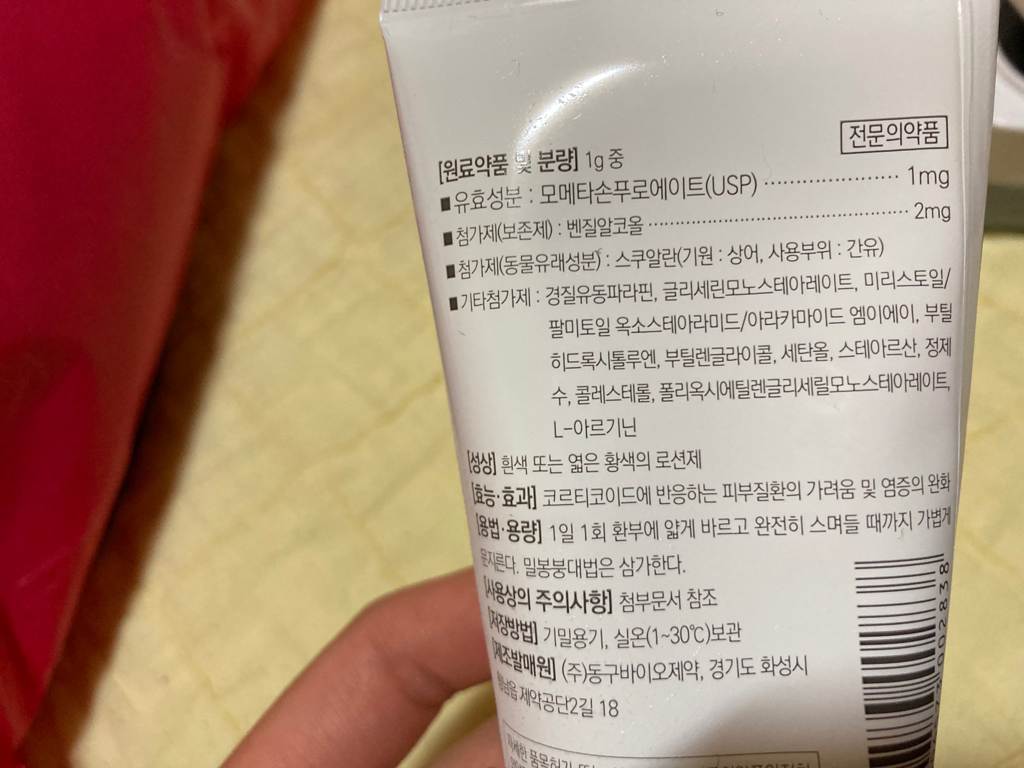 전문의약품
[원료약품 및 분량] 1g 중
■ 유효성분 : 모메타손푸로에이트(USP) ····················· 1mg
■ 첨가제(보존제) : 벤질알코올 ········································ 2mg
■ 첨가제(동물유래성분) : 스쿠알란(기원 : 상어, 사용부위 : 간유)
■ 기타첨가제 : 경질유동파라핀, 글리세린모노스테아레이트, 미리스토일/
팔미토일 옥소스테아라미드/아라카마이드 엠이에이, 부틸
히드록시톨루엔, 부틸렌글라이콜, 세탄올, 스테아르산, 정제
수, 콜레스테롤, 폴리옥시에틸렌글리세릴모노스테아레이트,
L-아르기닌
[성상] 흰색 또는 엷은 황색의 로션제
[효능·효과] 코르티코이드에 반응하는 피부질환의 가려움 및 염증의 완화
[용법·용량] 1일 1회 환부에 얇게 바르고 완전히 스며들 때까지 가볍게
문지른다. 밀봉붕대법은 삼가한다.
[사용상의 주의사항] 첨부문서 참조
[저장방법] 기밀용기, 실온(1~30℃)보관
[제조발매원] (주)동구바이오제약, 경기도 화성시
향남읍 제약공단2길 18
자세한 품목허가